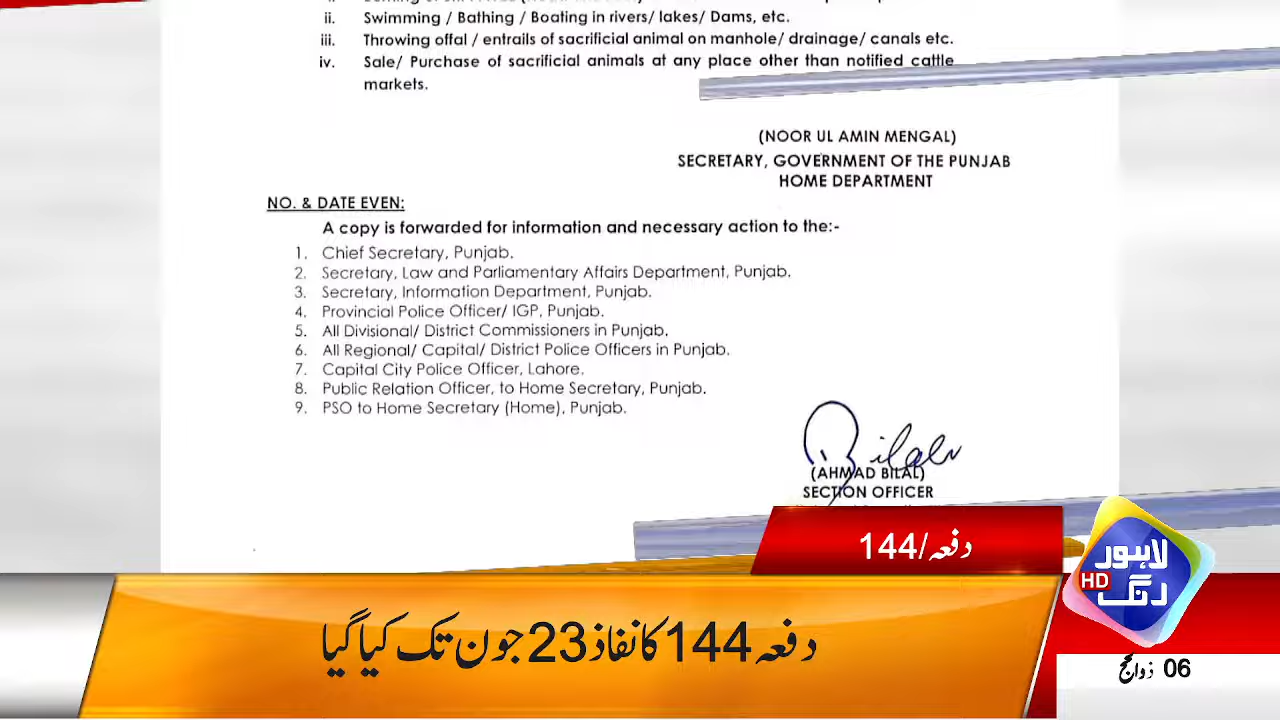 ii. Swimming / Bathing / Boating in rivers/ lakes/ Dams, etc.
iii. Throwing offal / entrails of sacrificial animal on manhole/ drainage/ canals etc.
iv. Sale/ Purchase of sacrificial animals at any place other than notified cattle
markets.
(NOOR UL AMIN MENGAL)
SECRETARY, GOVERNMENT OF THE PUNJAB
HOME DEPARTMENT
NO. & DATE EVEN:
A copy is forwarded for information and necessary action to the:-
1. Chief Secretary, Punjab.
2. Secretary, Law and Parliamentary Affairs Department, Punjab.
3. Secretary, Information Department, Punjab.
4. Provincial Police Officer/ IGP, Punjab.
5. All Divisional/ District Commissioners in Punjab.
6. All Regional/ Capital/ District Police Officers in Punjab.
7. Capital City Police Officer, Lahore.
8. Public Relation Officer, to Home Secretary, Punjab.
9. PSO to Home Secretary (Home), Punjab.
Bilal
(AHMAD BILAL)
SECTION OFFICER
دفعہ/144
لاہور
رنگ HD
دفعہ 144 کا نفاذ 23 جون تک کیا گیا
06 ذوالحج